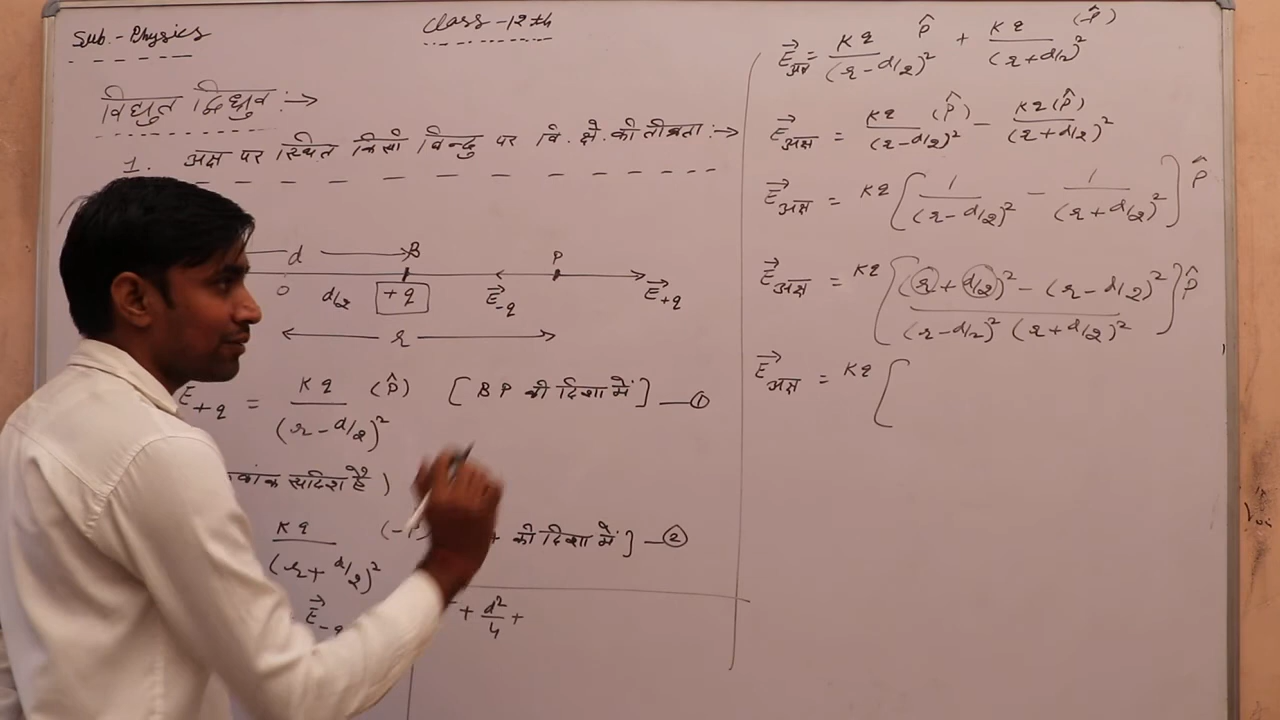 Sub.- Physics
Class - 12th
विद्युत द्विध्रुव :→
1. अक्ष पर स्थित किसी विन्दु पर वि. क्षे. की तीव्रता :→
d B P
O d/2 +q E⃗-q E⃗+q
r
E+q = Kq/(r-d/2)² (P̂) [BP की दिशा में] — ①
सदिश है)
Kq/(r+d/2)² की दिशा में] — ②
E⃗-q
+ d²/4 +
E⃗अक्ष = Kq/(r-d/2)² P̂ + Kq/(r+d/2)² (-P̂)
E⃗अक्ष = Kq/(r-d/2)² (P̂) - Kq(P̂)/(r+d/2)²
E⃗अक्ष = Kq [1/(r-d/2)² - 1/(r+d/2)²] P̂
E⃗अक्ष = Kq [((r+d/2)² - (r-d/2)²)/((r-d/2)² (r+d/2)²)] P̂
E⃗अक्ष = Kq [